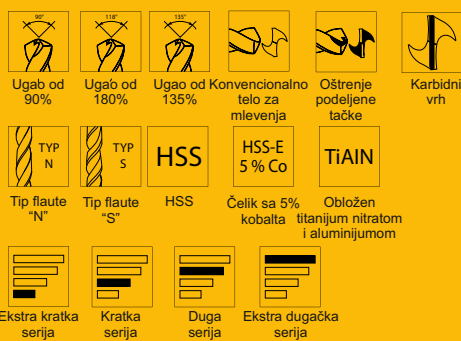 90°
118°
135°
Ugab od
90%
Ugao od
180%
Ugao od
135%
Konvencionalno
telo za
mlevenja
Oštrenje
podeljene
tačke
Karbidni
vrh
TYP
N
TYP
S
HSS
HSS-E
5 % Co
TiAlN
Tip flaute
“N”
Tip flaute
“S”
HSS
Čelik sa 5%
kobalta
Obložen
titanijum nitratom
i aluminijumom
Ekstra kratka
serija
Kratka
serija
Duga
serija
Ekstra dugačka
serija